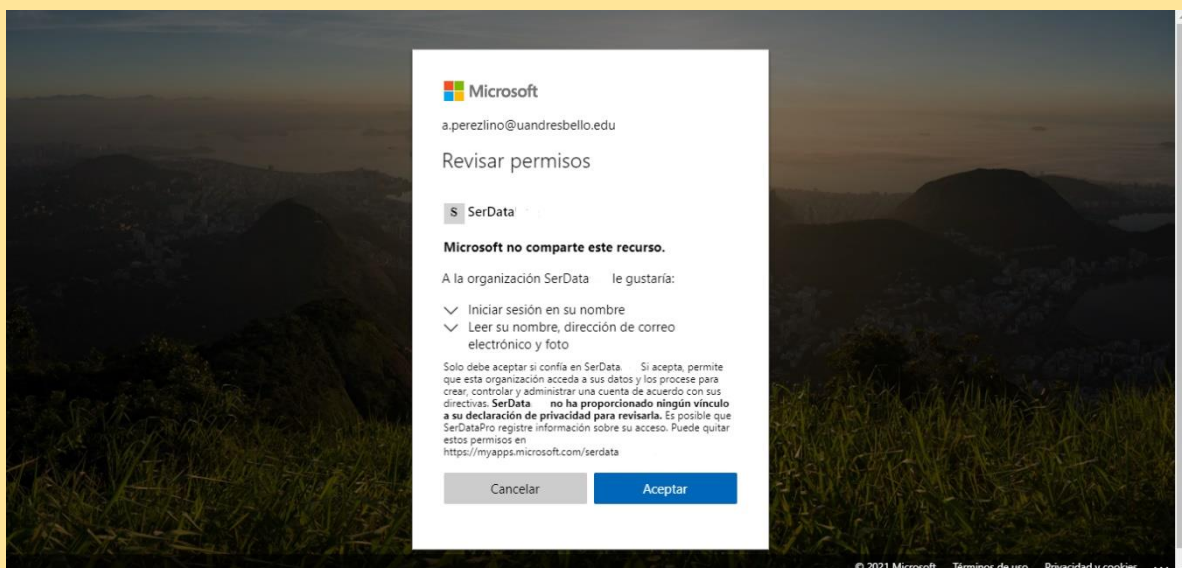 Microsoft
a.perezlino@uandresbello.edu
Revisar permisos
S SerData
Microsoft no comparte este recurso.
A la organización SerData le gustaría:
Iniciar sesión en su nombre
Leer su nombre, dirección de correo
electrónico y foto
Solo debe aceptar si confía en SerData. Si acepta, permite
que esta organización acceda a sus datos y los procese para
crear, controlar y administrar una cuenta de acuerdo con sus
directivas. SerData no ha proporcionado ningún vínculo
a su declaración de privacidad para revisarla. Es posible que
SerDataPro registre información sobre su acceso. Puede quitar
estos permisos en
https://myapps.microsoft.com/serdata
Cancelar Aceptar
© 2021 Microsoft Términos de uso Privacidad y cookies ...